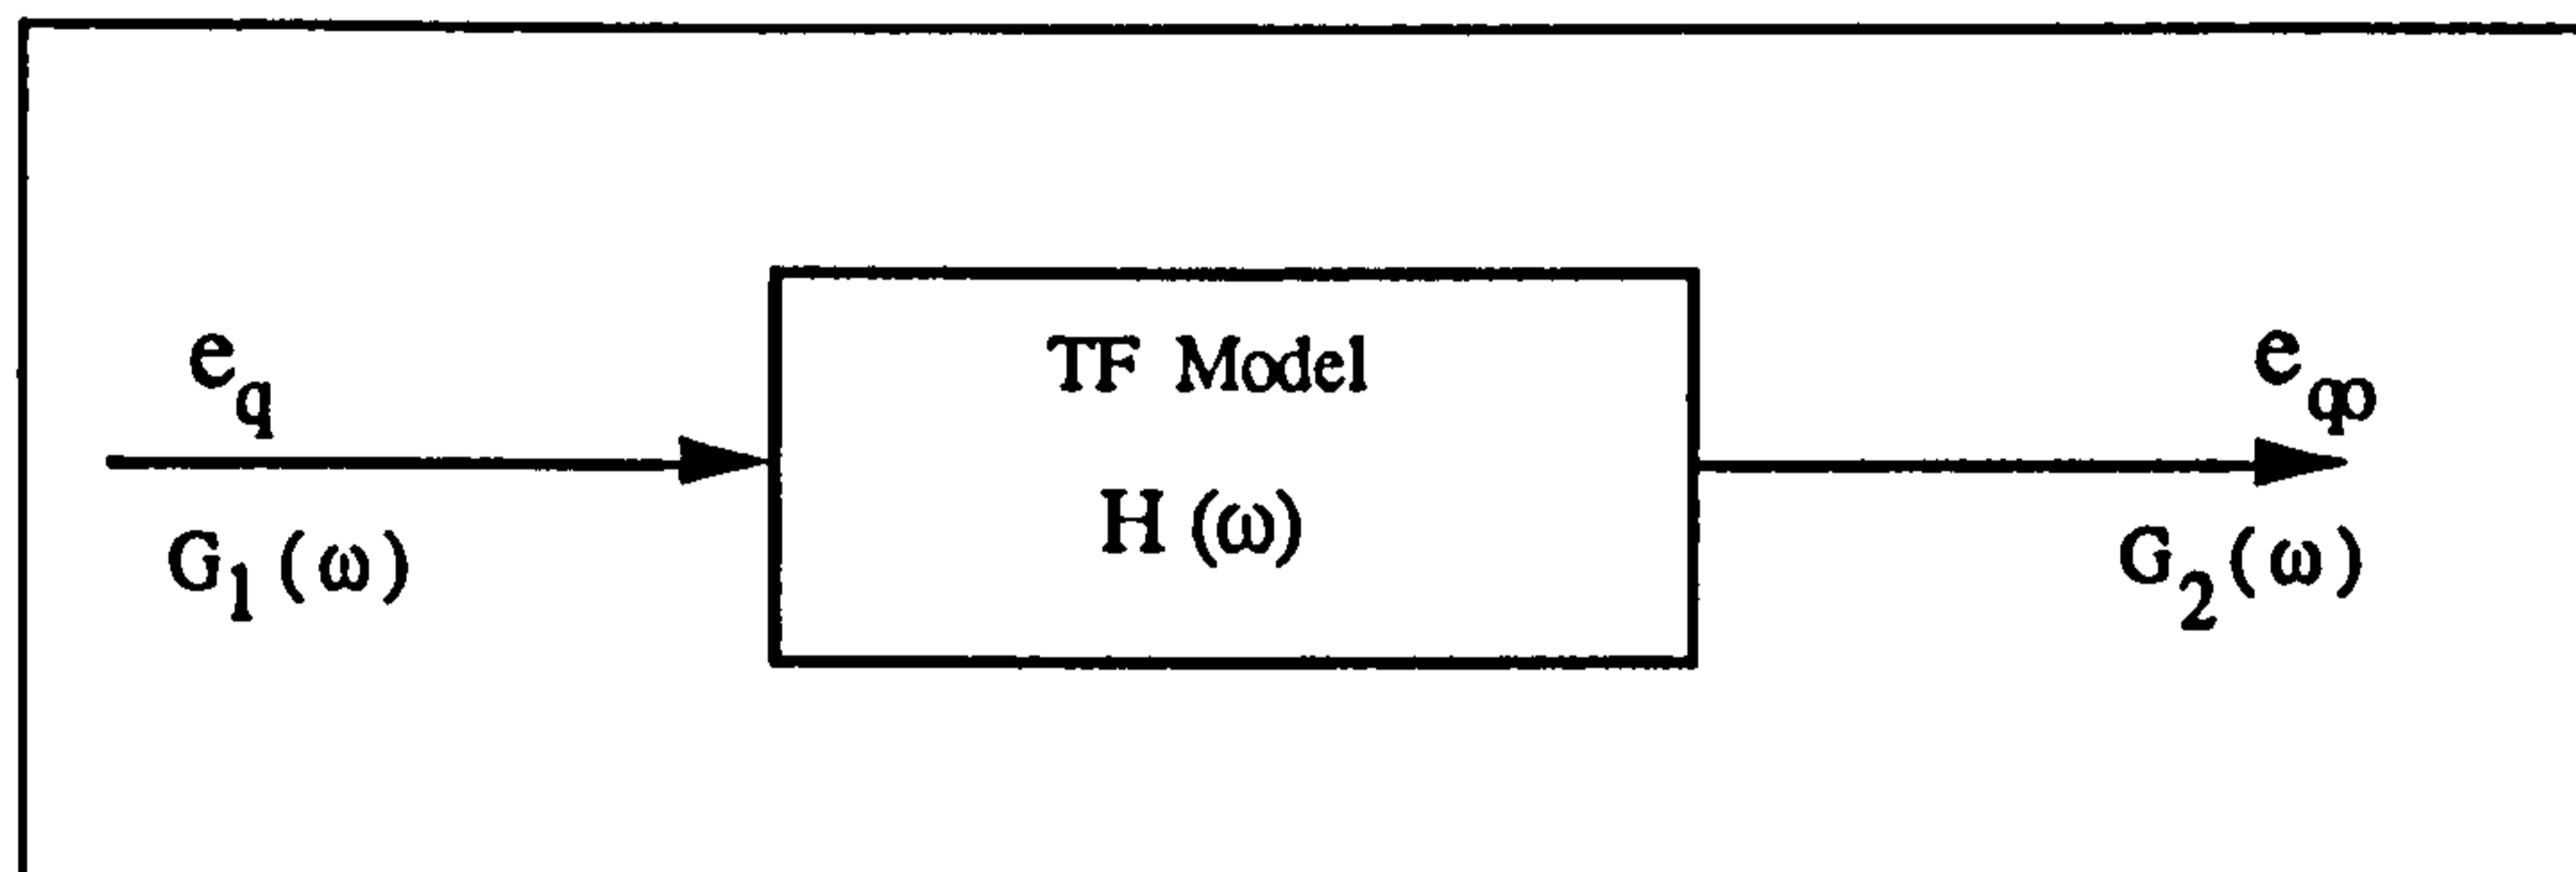 TF Model
e_q
e_qo
H (ω)
G_1 (ω)
G_2 (ω)